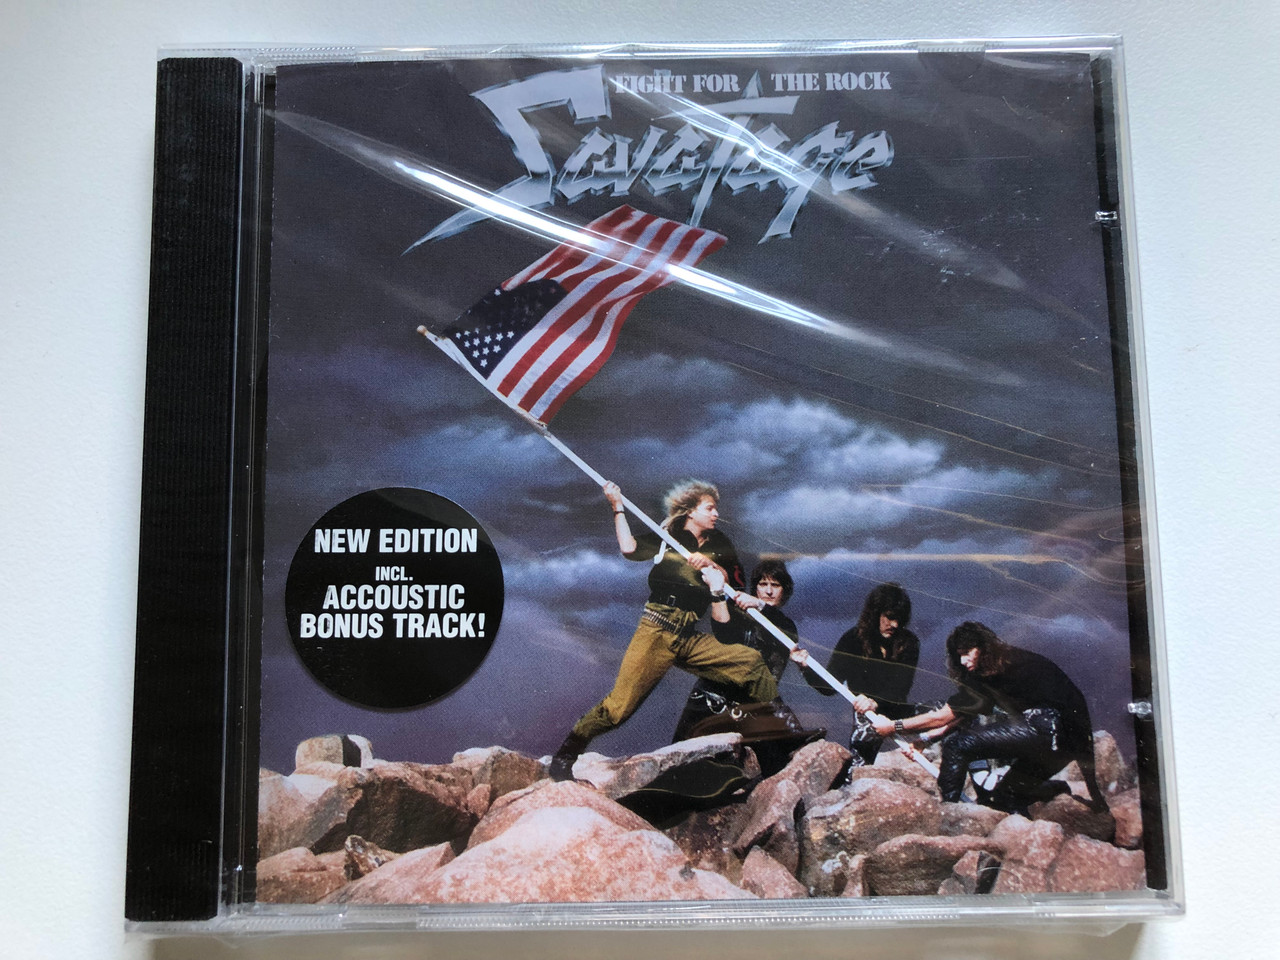 FIGHT FOR THE ROCK
Savatage
NEW EDITION
INCL.
ACCOUSTIC
BONUS TRACK!